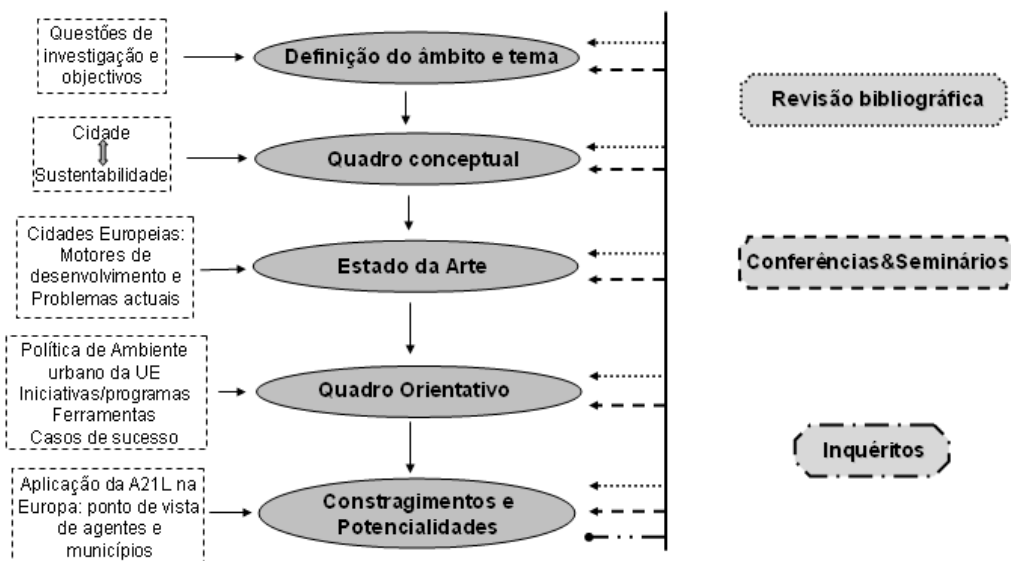 Questões de
investigação e
objectivos
Definição do âmbito e tema
Cidade
Sustentabilidade
Quadro conceptual
Cidades Europeias:
Motores de
desenvolvimento e
Problemas actuais
Estado da Arte
Política de Ambiente
urbano da UE
Iniciativas/programas
Ferramentas
Casos de sucesso
Quadro Orientativo
Aplicação da A21L na
Europa: ponto de vista
de agentes e
municípios
Constragimentos e
Potencialidades
Revisão bibliográfica
Conferências&Seminários
Inquéritos